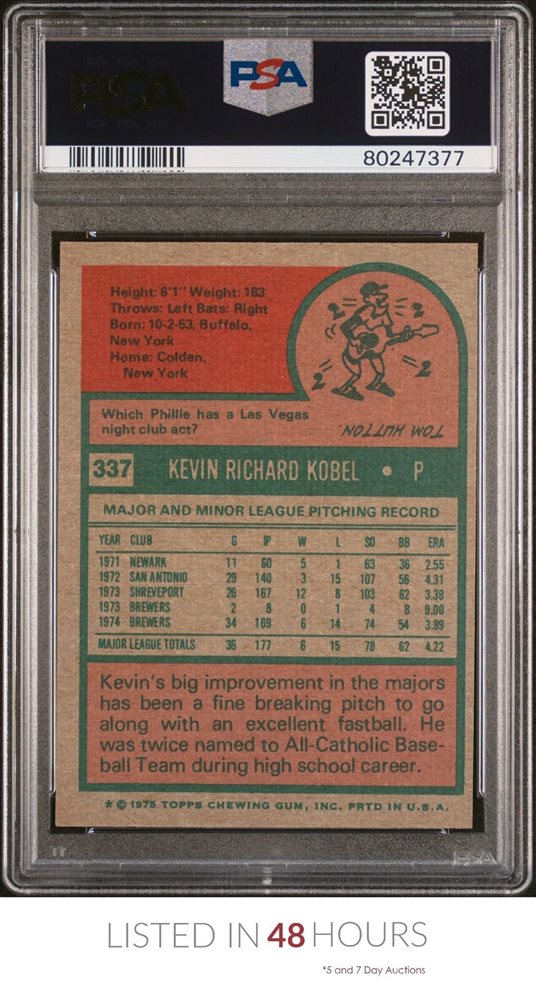 PSA
PSA
80247377
Height: 6'1" Weight: 183
Throws: Left Bats: Right
Born: 10-2-53, Buffalo,
New York
Home: Colden,
New York
2 2 2 2
Which Phillie has a Las Vegas
night club act?
TOM HUTTON.
337 KEVIN RICHARD KOBEL • P
MAJOR AND MINOR LEAGUE PITCHING RECORD
YEAR CLUB G IP W L SO BB ERA
1971 NEWARK 11 60 5 1 63 36 2.55
1972 SAN ANTONIO 29 140 3 15 107 56 4.31
1973 SHREVEPORT 26 167 12 8 103 62 3.38
1973 BREWERS 2 8 0 1 4 8 9.00
1974 BREWERS 34 169 6 14 74 54 3.99
MAJOR LEAGUE TOTALS 36 177 6 15 78 62 4.22
Kevin's big improvement in the majors
has been a fine breaking pitch to go
along with an excellent fastball. He
was twice named to All-Catholic Base-
ball Team during high school career.
* © 1975 TOPPS CHEWING GUM, INC. PRTD IN U.S.A.
PSA
LISTED IN 48 HOURS
*5 and 7 Day Auctions